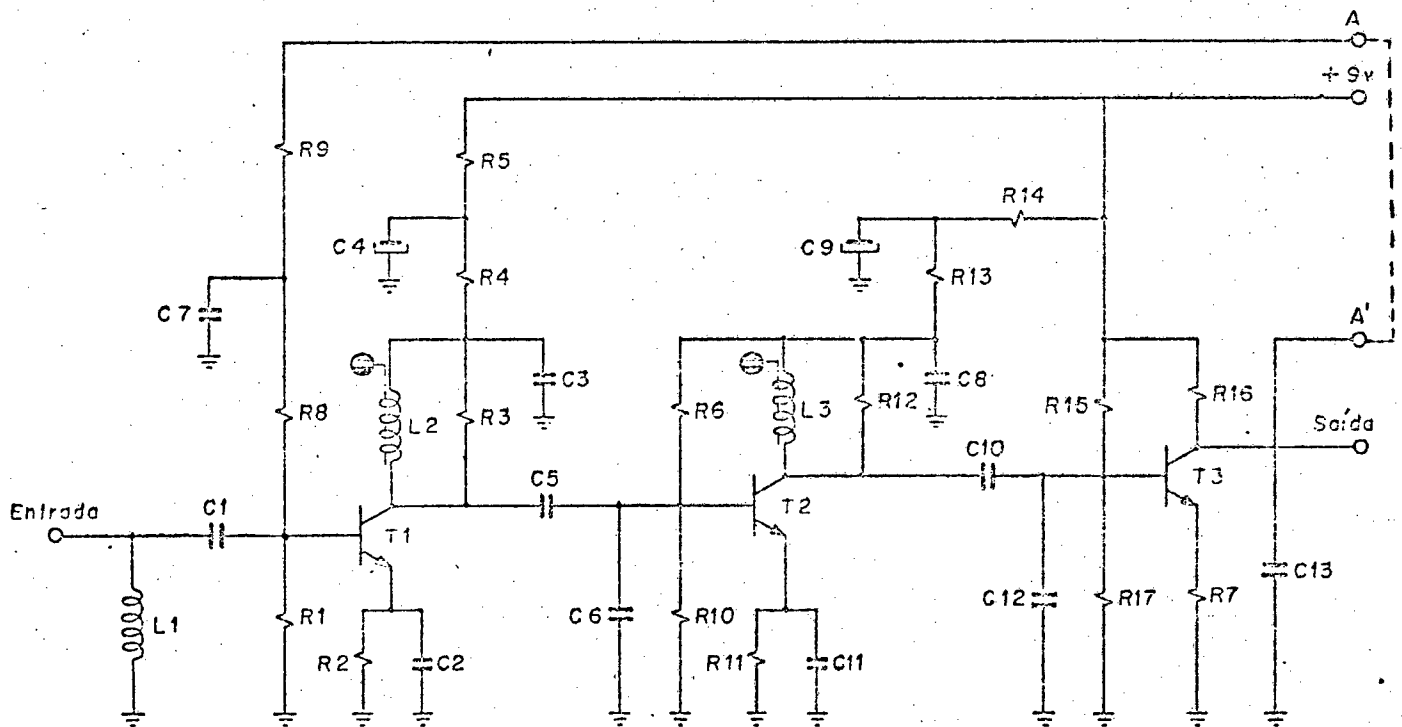 A
+ 9v
R9
R5
R14
C4
C9
R4
R13
C7
A'
C3
C8
R8
L2
R3
R6
L3
R12
R15
R16
Saída
C5
C10
Entrada
C1
T1
T2
T3
L1
R1
C6
R10
C12
R17
R7
C13
R2
C2
R11
C11